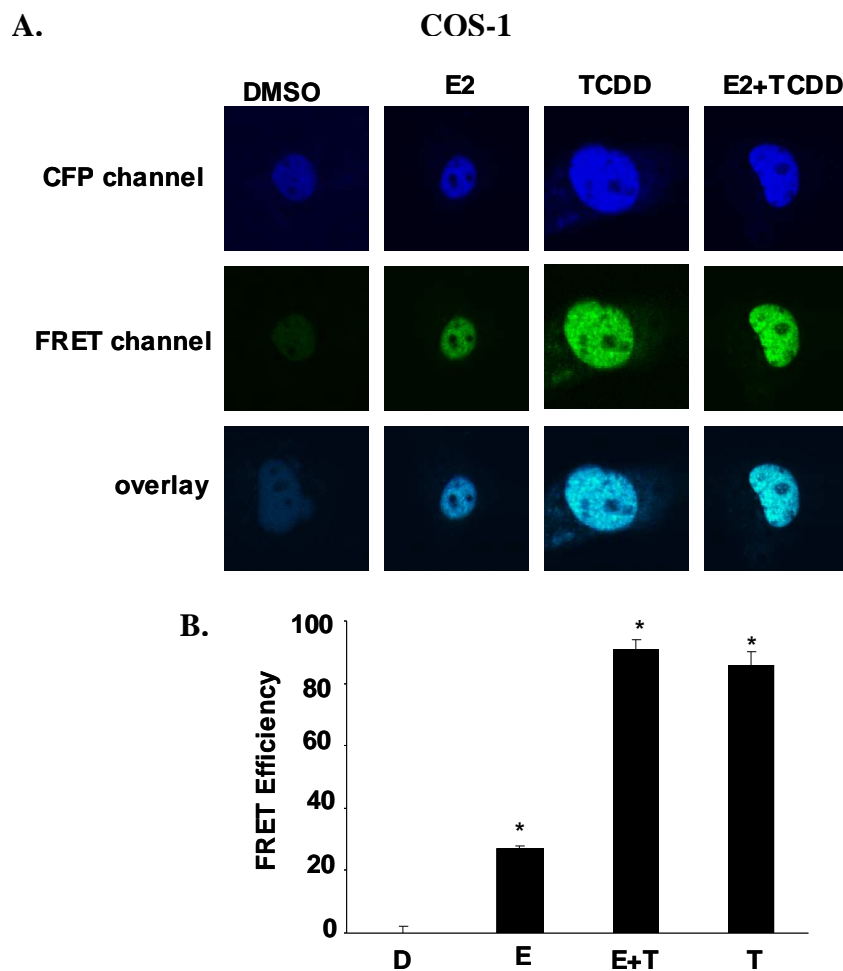 A.
COS-1
DMSO E2 TCDD E2+TCDD
CFP channel
FRET channel
overlay
B.
FRET Efficiency
100
80
60
40
20
0
* * * 
D E E+T T